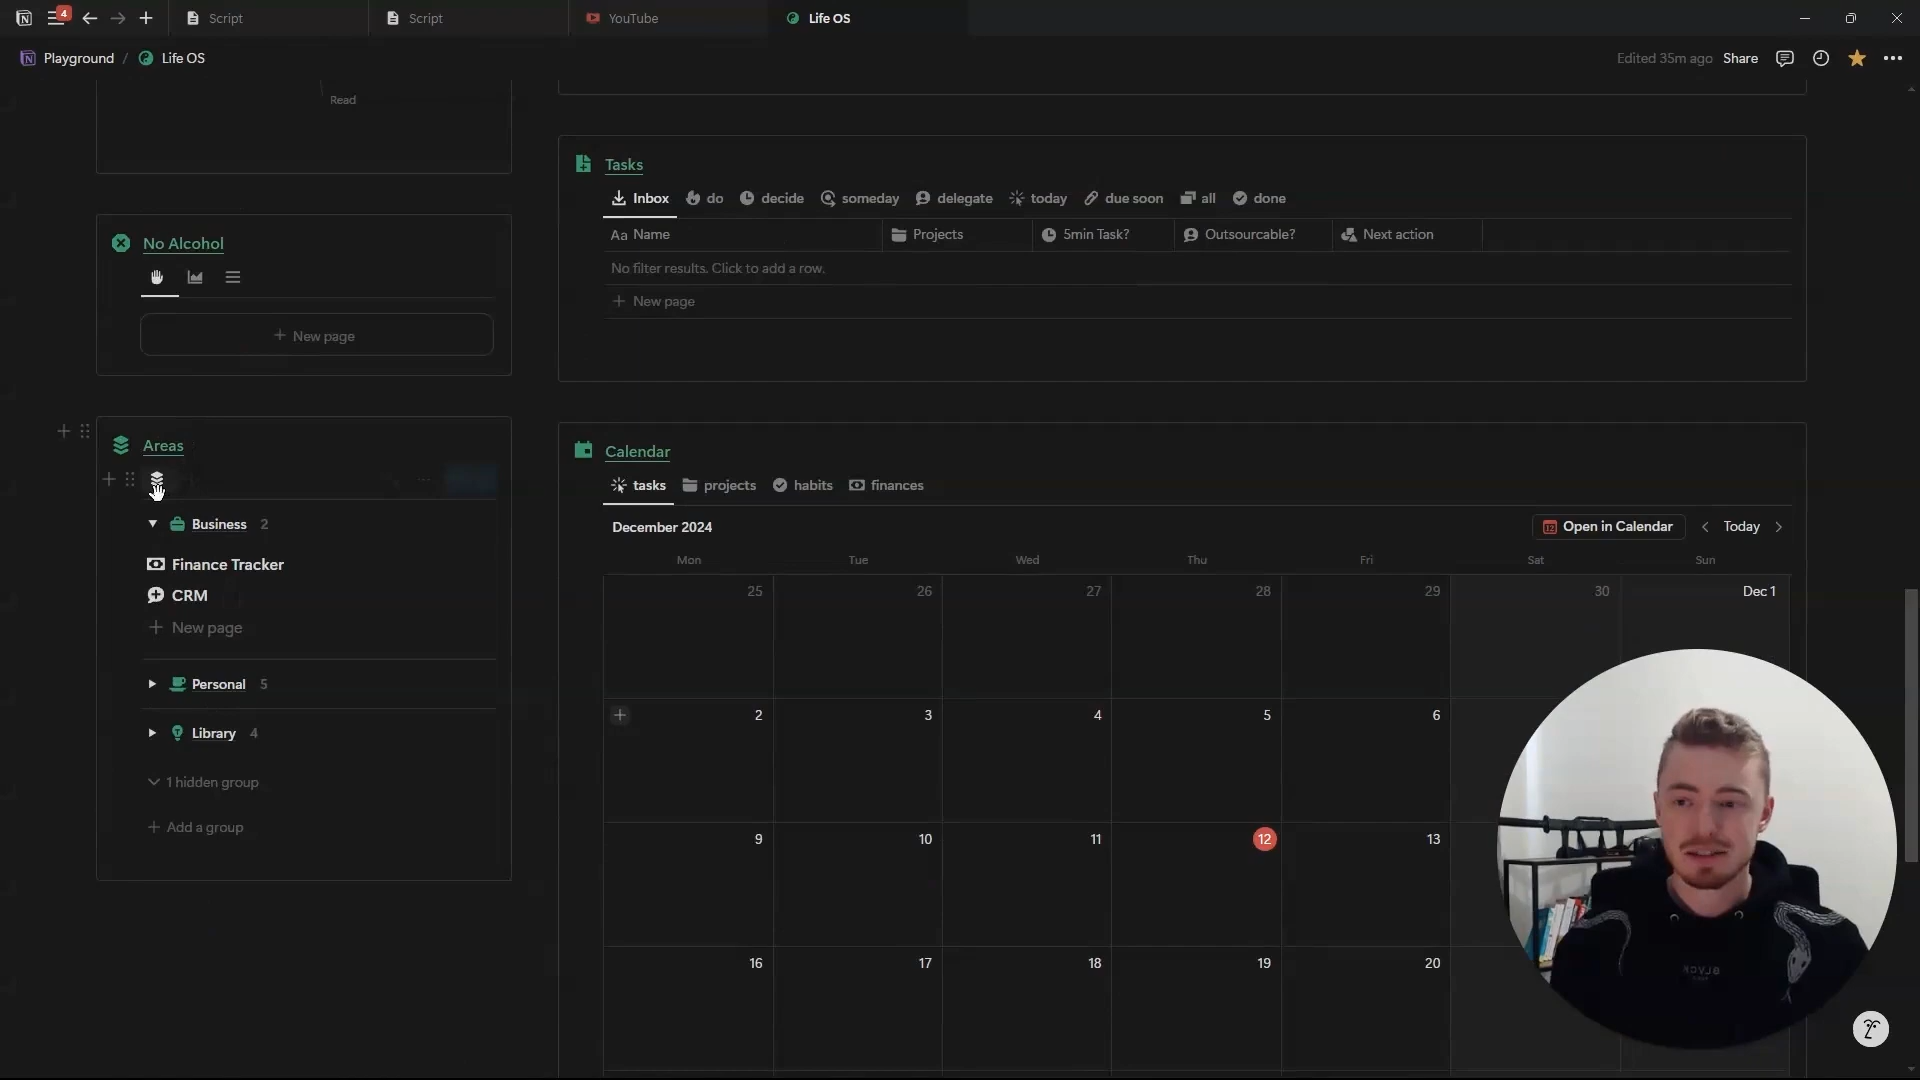 4
Script
Script
YouTube
Life OS
Playground / Life OS
Edited 35m ago
Share
Read
No Alcohol
+ New page
Areas
Business 2
Finance Tracker
CRM
+ New page
Personal 5
Library 4
1 hidden group
+ Add a group
Tasks
Inbox do decide someday delegate today due soon all done
Aa Name Projects 5min Task? Outsourcable? Next action
No filter results. Click to add a row.
+ New page
Calendar
tasks projects habits finances
December 2024
Open in Calendar
Today
Mon Tue Wed Thu Fri Sat Sun
25 26 27 28 29 30 Dec 1
2 3 4 5 6
9 10 11 12 13
16 17 18 19 20